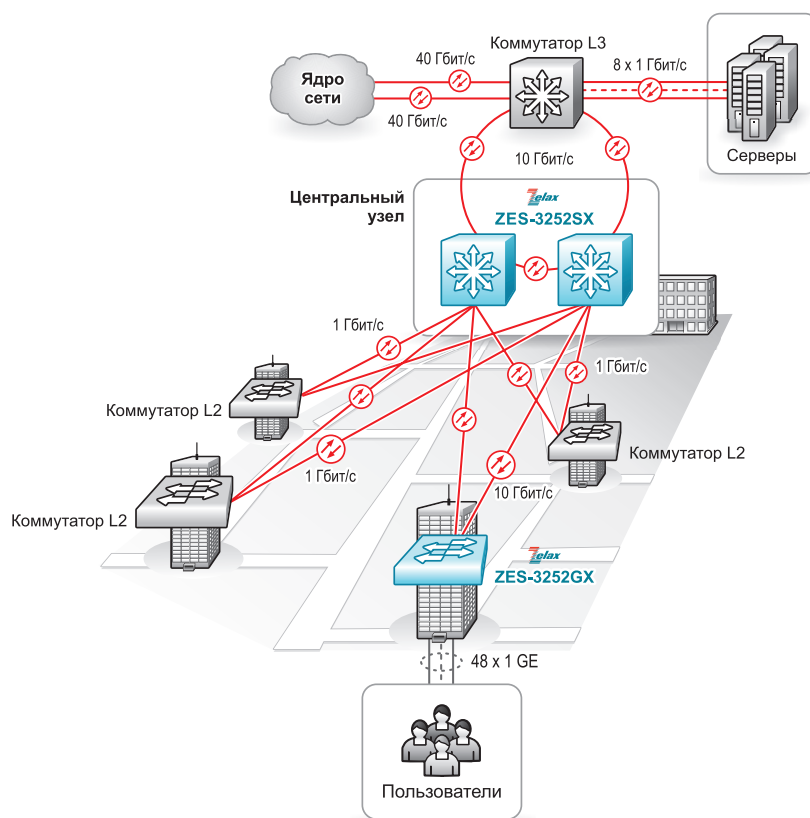 Коммутатор L3
40 Гбит/с
8 x 1 Гбит/с
Ядро
сети
40 Гбит/с
Серверы
10 Гбит/с
Центральный
узел
Zelax
ZES-3252SX
1 Гбит/с
1 Гбит/с
Коммутатор L2
Коммутатор L2
1 Гбит/с
10 Гбит/с
Коммутатор L2
Zelax
ZES-3252GX
48 x 1 GE
Пользователи